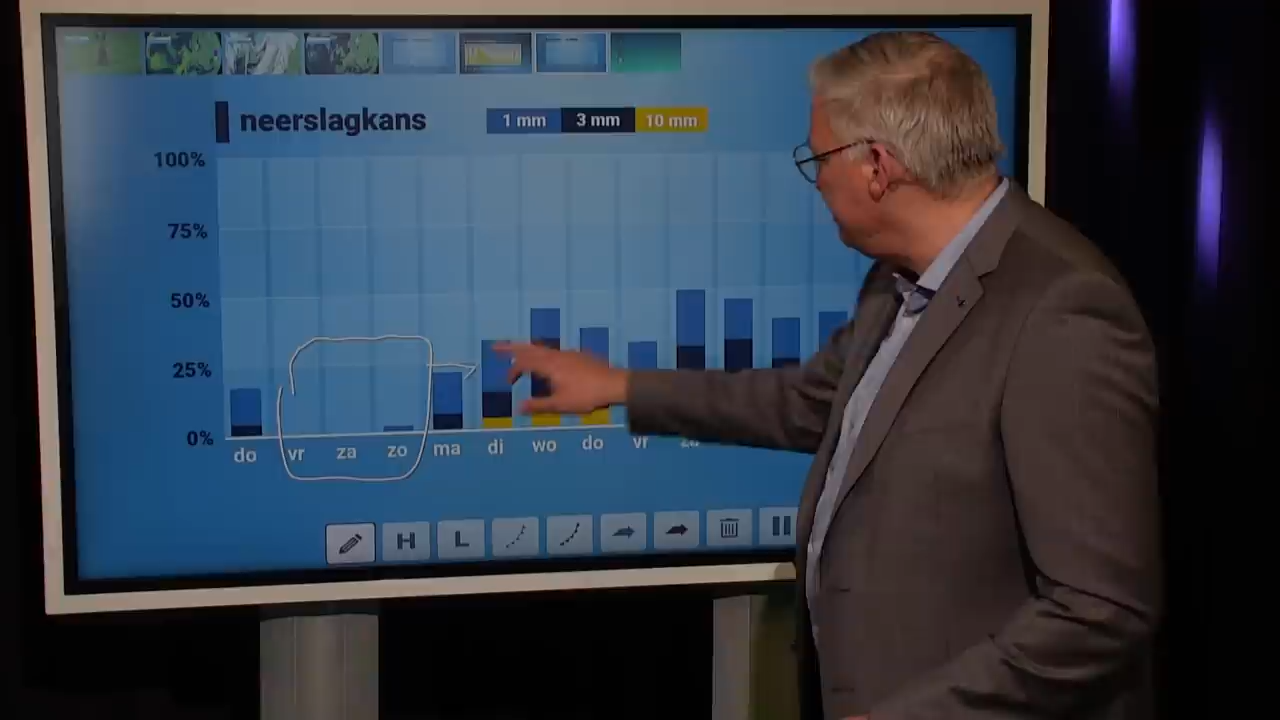 neerslagkans
1 mm 3 mm 10 mm
100%
75%
50%
25%
0%
do vr za zo ma di wo do vr za
H L